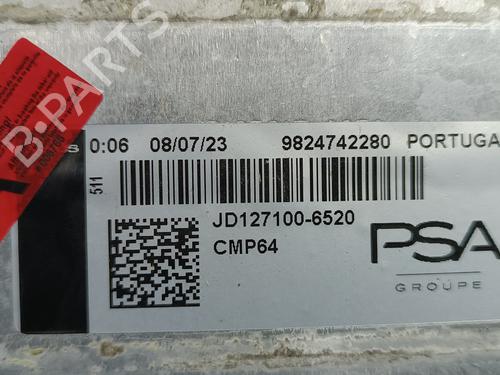 B-PARTS
S 0:06 08/07/23 9824742280 PORTUGA
511
JD127100-6520
CMP64
PSA
GROUPE